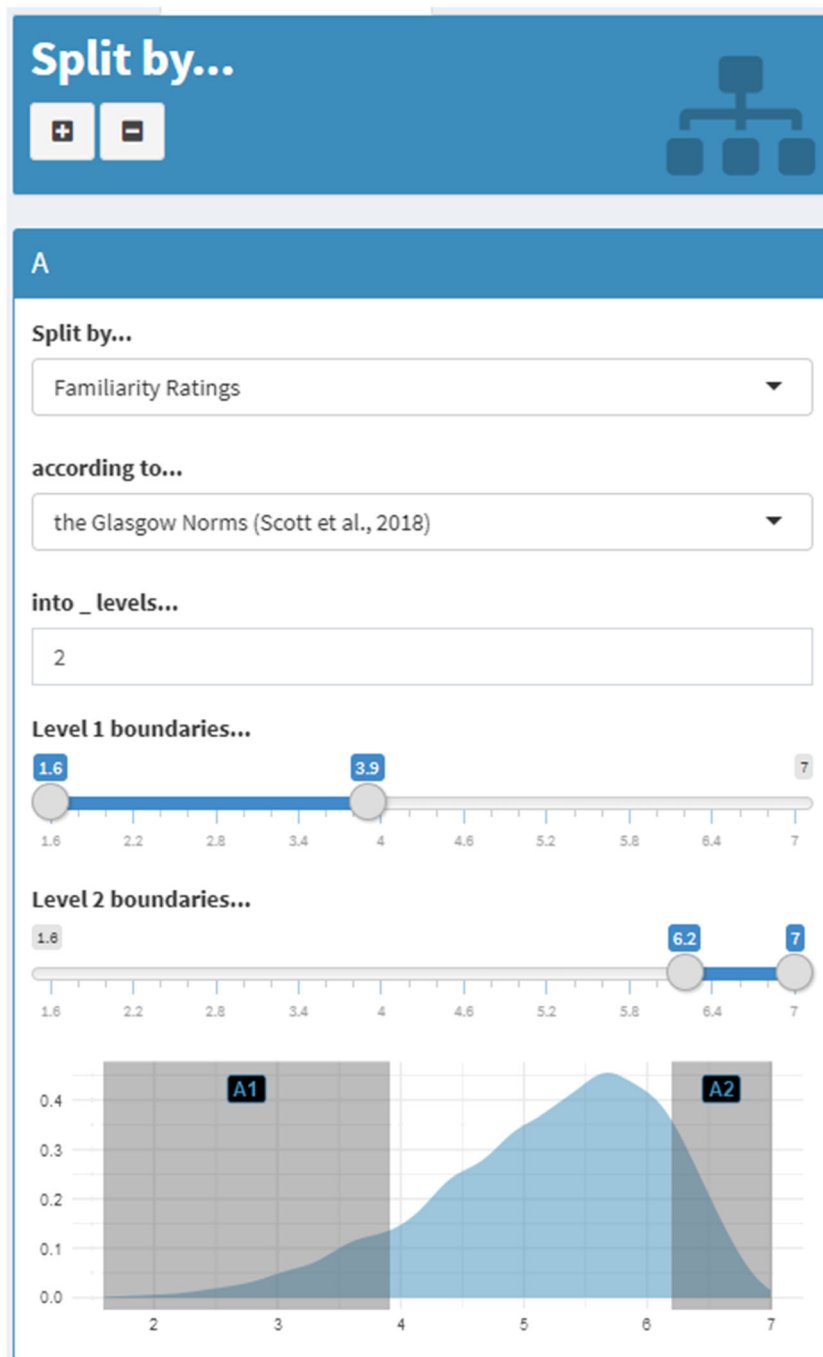 Split by...
A
Split by...
Familiarity Ratings
according to...
the Glasgow Norms (Scott et al., 2018)
into _ levels...
2
Level 1 boundaries...
1.6 3.9 7
1.6 2.2 2.8 3.4 4 4.6 5.2 5.8 6.4 7
Level 2 boundaries...
1.6 6.2 7
1.6 2.2 2.8 3.4 4 4.6 5.2 5.8 6.4 7
A1 A2
0.4
0.3
0.2
0.1
0.0
2 3 4 5 6 7